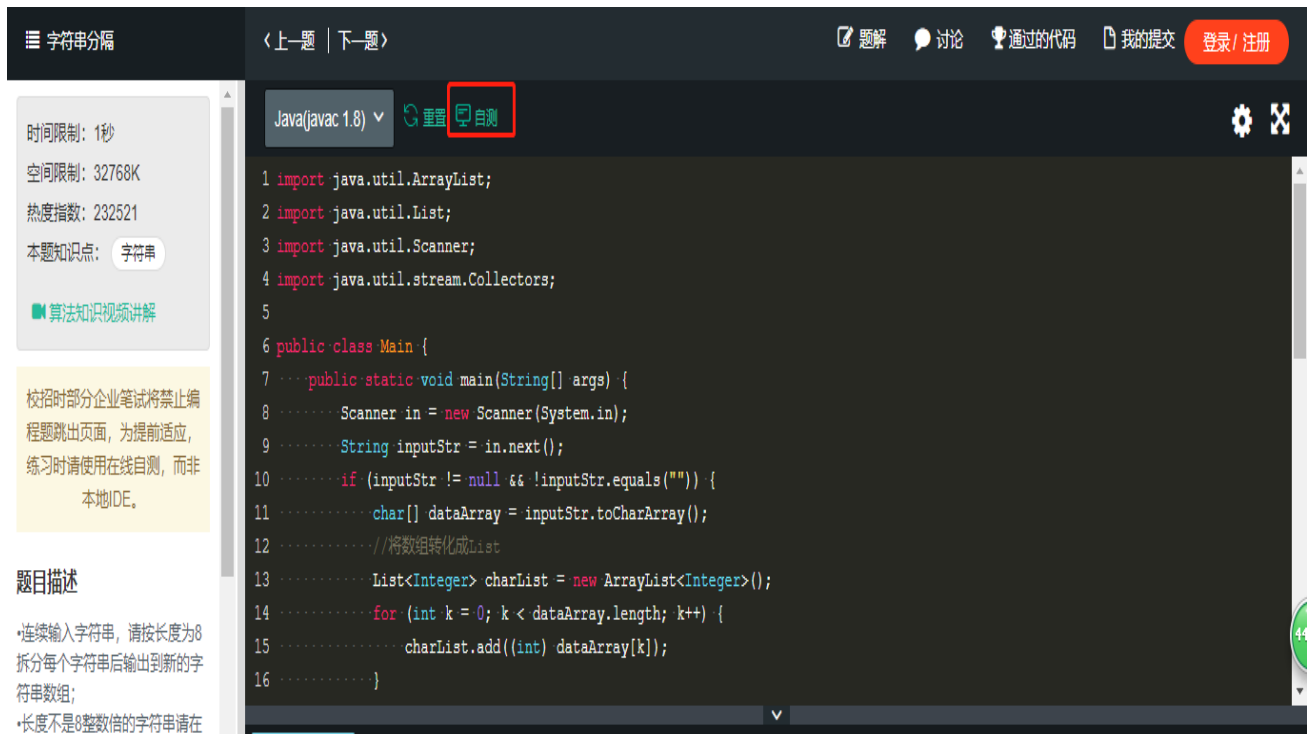 字符串分隔
上一题 | 下一题
题解
讨论
通过的代码
我的提交
登录/ 注册
时间限制：1秒
空间限制：32768K
热度指数：232521
本题知识点： 字符串
算法知识视频讲解
校招时部分企业笔试将禁止编
程题跳出页面，为提前适应，
练习时请使用在线自测，而非
本地IDE。
题目描述
•连续输入字符串，请按长度为8
拆分每个字符串后输出到新的字
符串数组；
•长度不是8整数倍的字符串请在
Java(javac 1.8)
重置
自测
1 import java.util.ArrayList;
2 import java.util.List;
3 import java.util.Scanner;
4 import java.util.stream.Collectors;
5
6 public class Main {
7     public static void main(String[] args) {
8         Scanner in = new Scanner(System.in);
9         String inputStr = in.next();
10         if (inputStr != null && !inputStr.equals("")) {
11             char[] dataArray = inputStr.toCharArray();
12             //将数组转化成List
13             List<Integer> charList = new ArrayList<Integer>();
14             for (int k = 0; k < dataArray.length; k++) {
15                 charList.add((int) dataArray[k]);
16             }
44